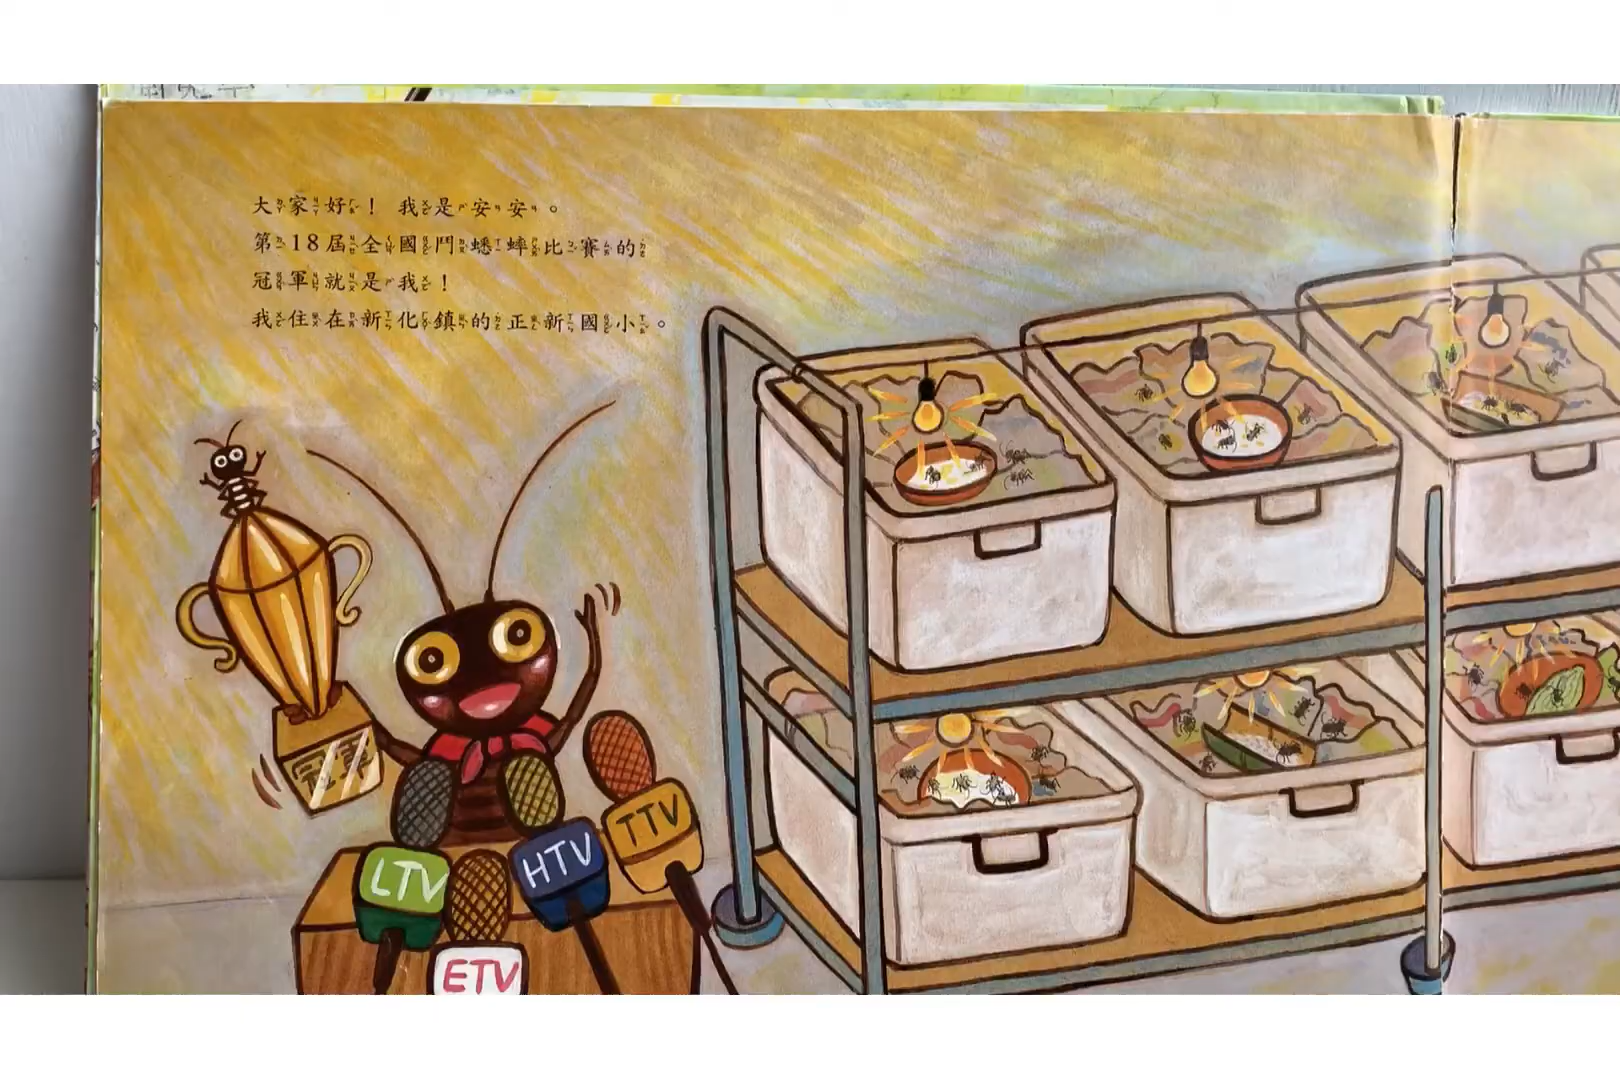 大家好！ 我是安安。
第18屆全國鬥蟋蟀比賽的
冠軍就是我！
我住在新化鎮的正新國小。
冠軍
LTV
HTV
TTV
ETV